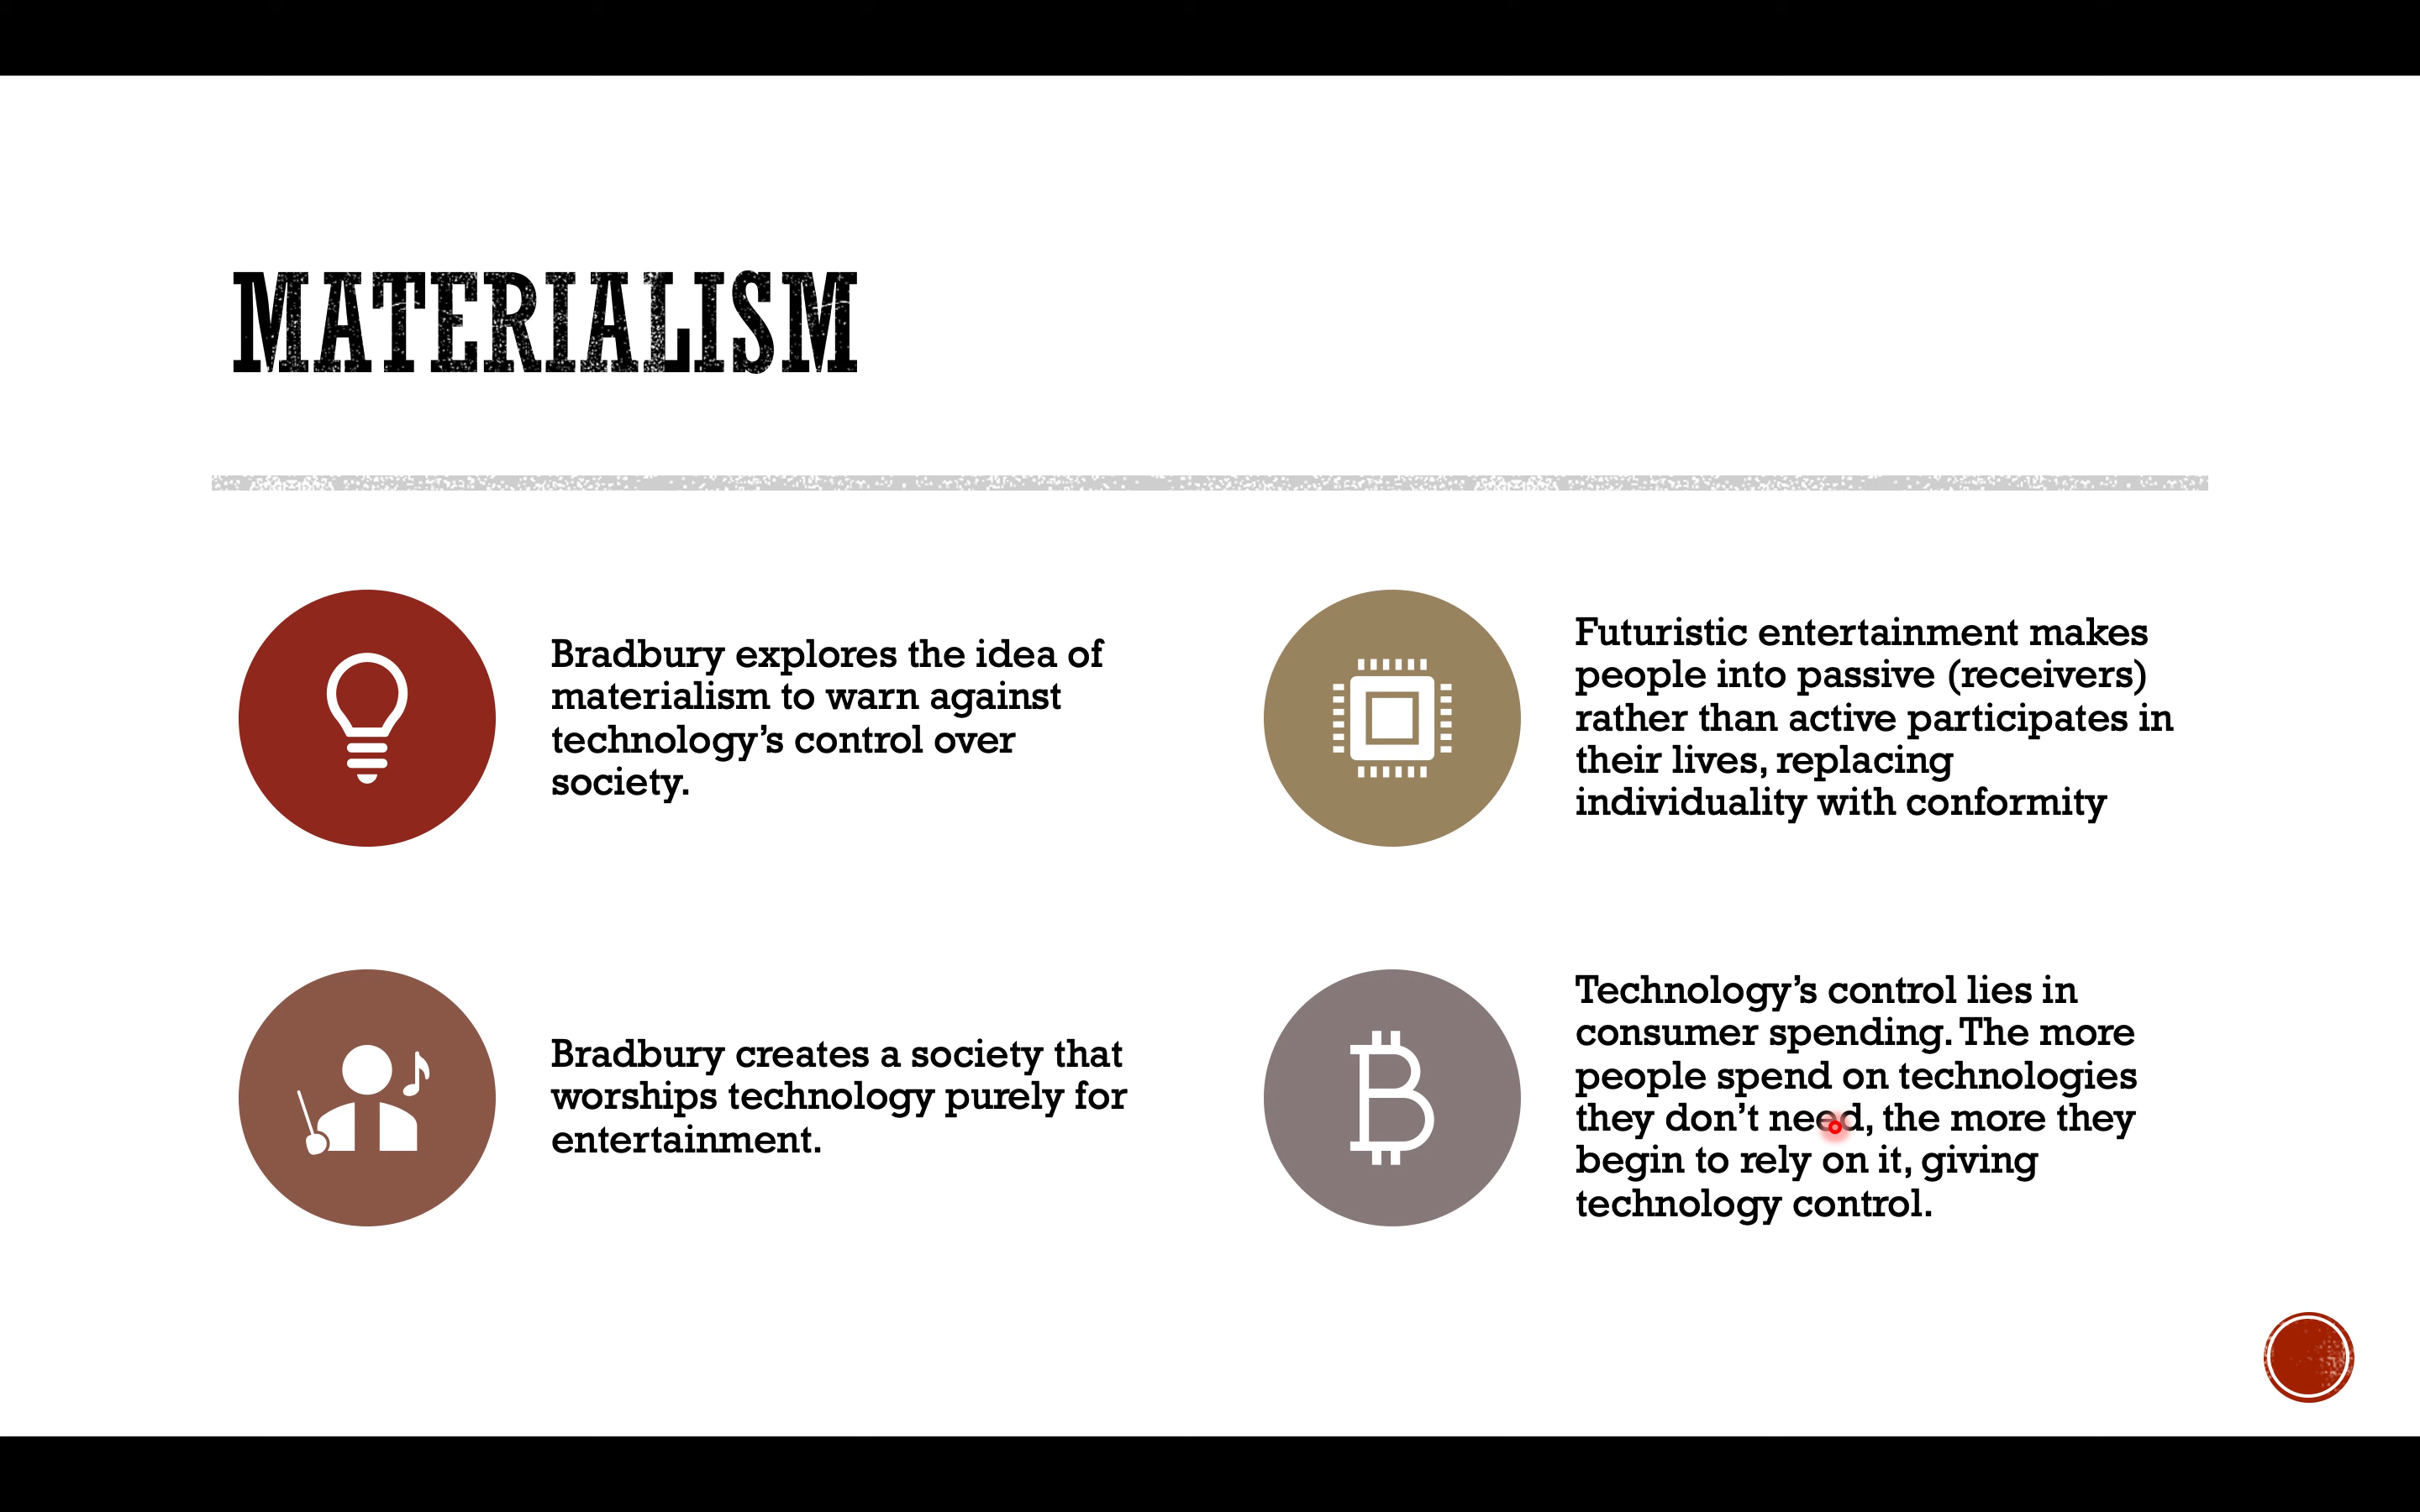 MATERIALISM
Bradbury explores the idea of
materialism to warn against
technology’s control over
society.
Futuristic entertainment makes
people into passive (receivers)
rather than active participates in
their lives, replacing
individuality with conformity
Bradbury creates a society that
worships technology purely for
entertainment.
Technology’s control lies in
consumer spending. The more
people spend on technologies
they don’t need, the more they
begin to rely on it, giving
technology control.